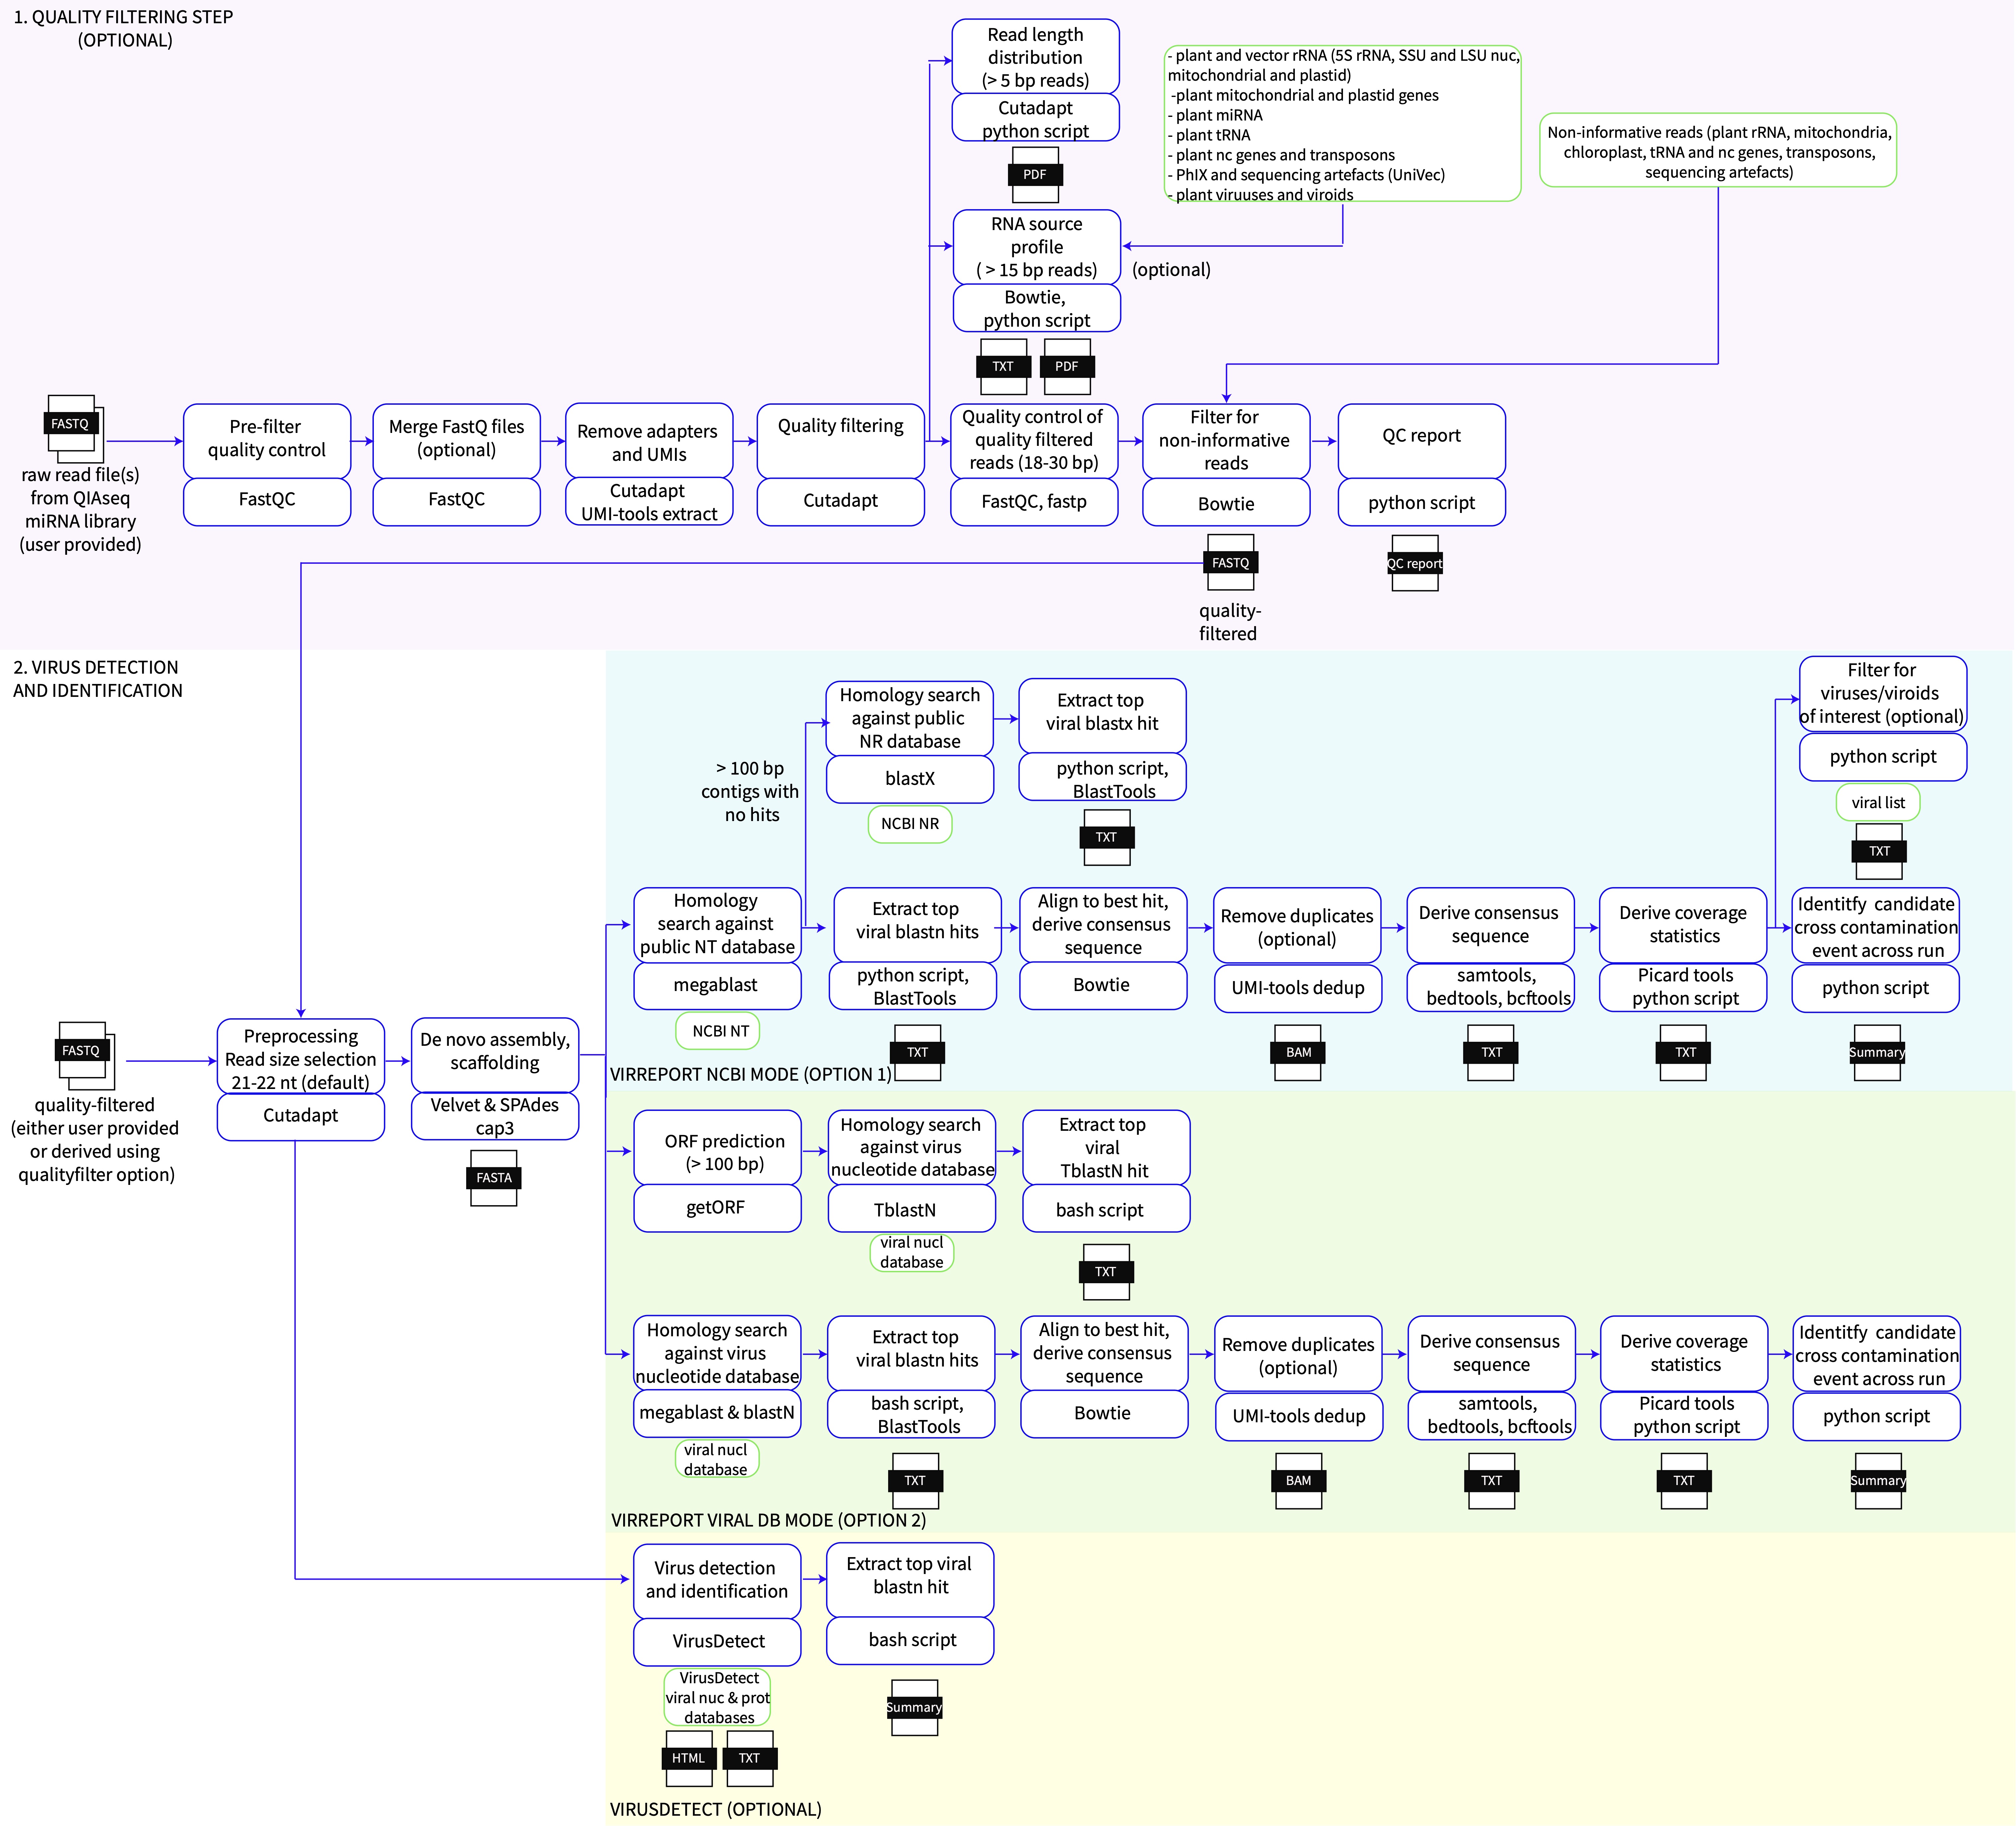 1. QUALITY FILTERING STEP
(OPTIONAL)
Read length
distribution
(> 5 bp reads)
Cutadapt
python script
PDF
- plant and vector rRNA (5S rRNA, SSU and LSU nuc,
mitochondrial and plastid)
-plant mitochondrial and plastid genes
- plant miRNA
- plant tRNA
- plant nc genes and transposons
- PhIX and sequencing artefacts (UniVec)
- plant viruuses and viroids
Non-informative reads (plant rRNA, mitochondria,
chloroplast, tRNA and nc genes, transposons,
sequencing artefacts)
RNA source
profile
( > 15 bp reads)
(optional)
Bowtie,
python script
TXT
PDF
FASTQ
raw read file(s)
from QIAseq
miRNA library
(user provided)
Pre-filter
quality control
FastQC
Merge FastQ files
(optional)
FastQC
Remove adapters
and UMIs
Cutadapt
UMI-tools extract
Quality filtering
Cutadapt
Quality control of
quality filtered
reads (18-30 bp)
FastQC, fastp
Filter for
non-informative
reads
Bowtie
FASTQ
quality-
filtered
QC report
python script
QC report
2. VIRUS DETECTION
AND IDENTIFICATION
FASTQ
quality-filtered
(either user provided
or derived using
qualityfilter option)
Preprocessing
Read size selection
21-22 nt (default)
Cutadapt
De novo assembly,
scaffolding
Velvet & SPAdes
cap3
FASTA
> 100 bp
contigs with
no hits
Homology search
against public
NR database
blastX
NCBI NR
Extract top
viral blastx hit
python script,
BlastTools
TXT
Filter for
viruses/viroids
of interest (optional)
python script
viral list
TXT
Homology
search against
public NT database
megablast
NCBI NT
Extract top
viral blastn hits
python script,
BlastTools
TXT
Align to best hit,
derive consensus
sequence
Bowtie
Remove duplicates
(optional)
UMI-tools dedup
BAM
Derive consensus
sequence
samtools,
bedtools, bcftools
TXT
Derive coverage
statistics
Picard tools
python script
TXT
Identitfy candidate
cross contamination
event across run
python script
Summary
VIRREPORT NCBI MODE (OPTION 1)
ORF prediction
(> 100 bp)
getORF
Homology search
against virus
nucleotide database
TblastN
viral nucl
database
Extract top
viral
TblastN hit
bash script
TXT
Homology search
against virus
nucleotide database
megablast & blastN
viral nucl
database
Extract top
viral blastn hits
bash script,
BlastTools
TXT
Align to best hit,
derive consensus
sequence
Bowtie
Remove duplicates
(optional)
UMI-tools dedup
BAM
Derive consensus
sequence
samtools,
bedtools, bcftools
TXT
Derive coverage
statistics
Picard tools
python script
TXT
Identitfy candidate
cross contamination
event across run
python script
Summary
VIRREPORT VIRAL DB MODE (OPTION 2)
Virus detection
and identification
VirusDetect
VirusDetect
viral nuc & prot
databases
HTML
TXT
Extract top viral
blastn hit
bash script
Summary
VIRUSDETECT (OPTIONAL)